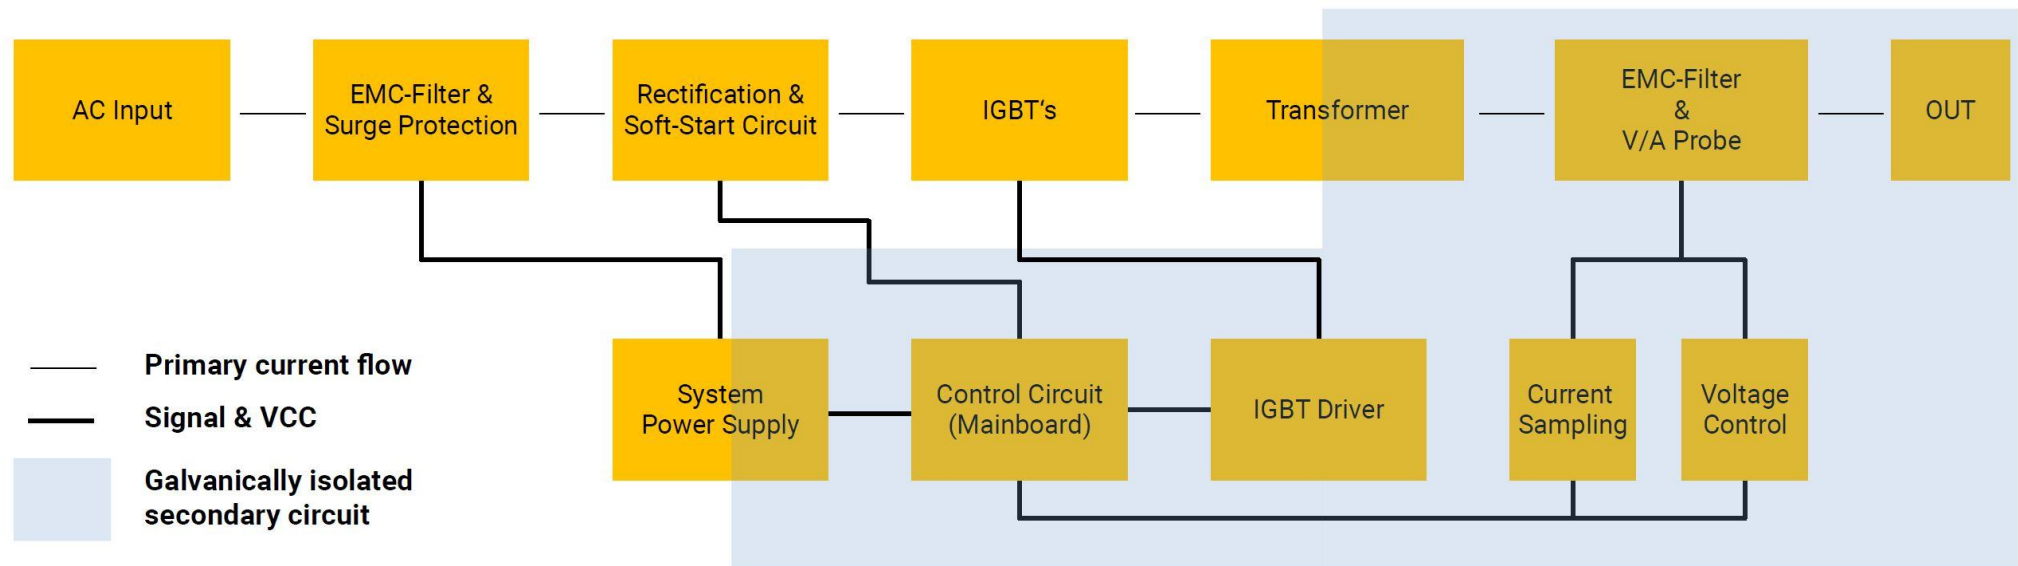 AC Input
EMC-Filter &
Surge Protection
Rectification &
Soft-Start Circuit
IGBT‘s
Transformer
EMC-Filter
&
V/A Probe
OUT
System
Power Supply
Control Circuit
(Mainboard)
IGBT Driver
Current
Sampling
Voltage
Control
Primary current flow
Signal & VCC
Galvanically isolated
secondary circuit